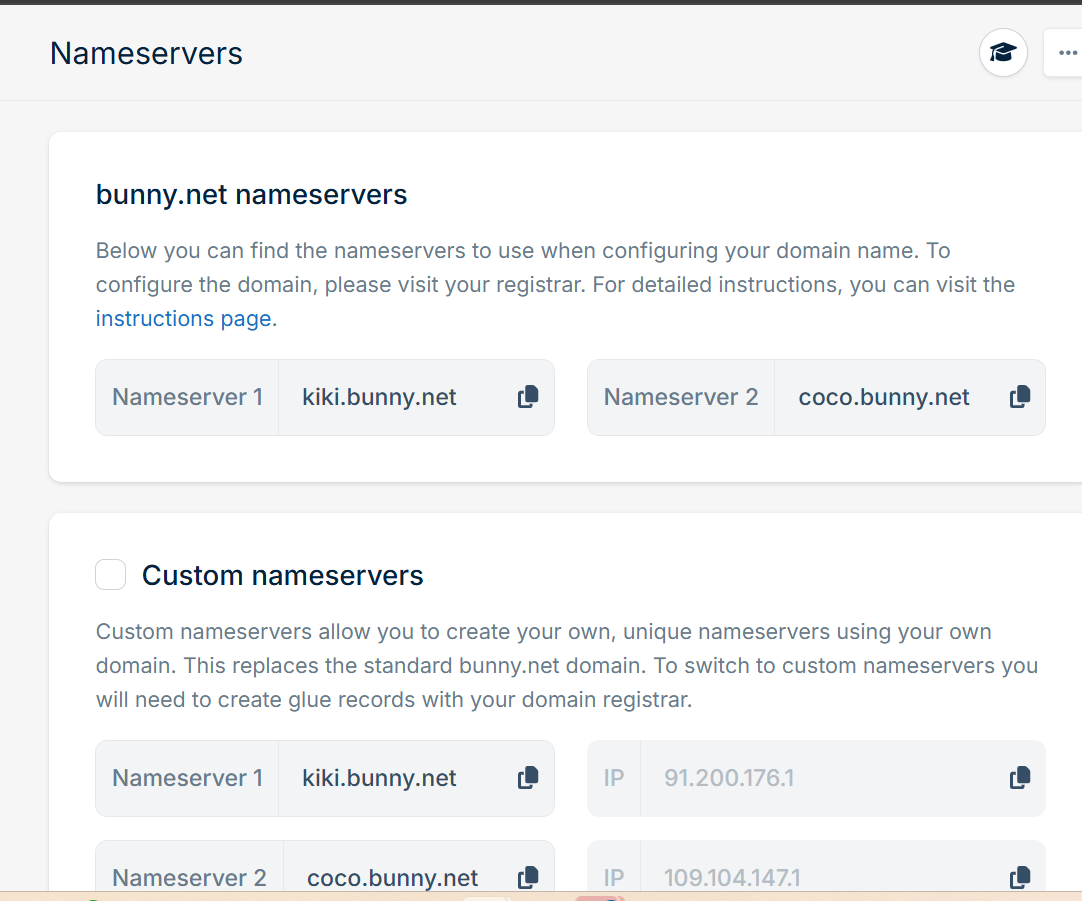 Nameservers
bunny.net nameservers
Below you can find the nameservers to use when configuring your domain name. To
configure the domain, please visit your registrar. For detailed instructions, you can visit the
instructions page.
Nameserver 1 kiki.bunny.net
Nameserver 2 coco.bunny.net
Custom nameservers
Custom nameservers allow you to create your own, unique nameservers using your own
domain. This replaces the standard bunny.net domain. To switch to custom nameservers you
will need to create glue records with your domain registrar.
Nameserver 1 kiki.bunny.net
IP 91.200.176.1
Nameserver 2 coco.bunny.net
IP 109.104.147.1